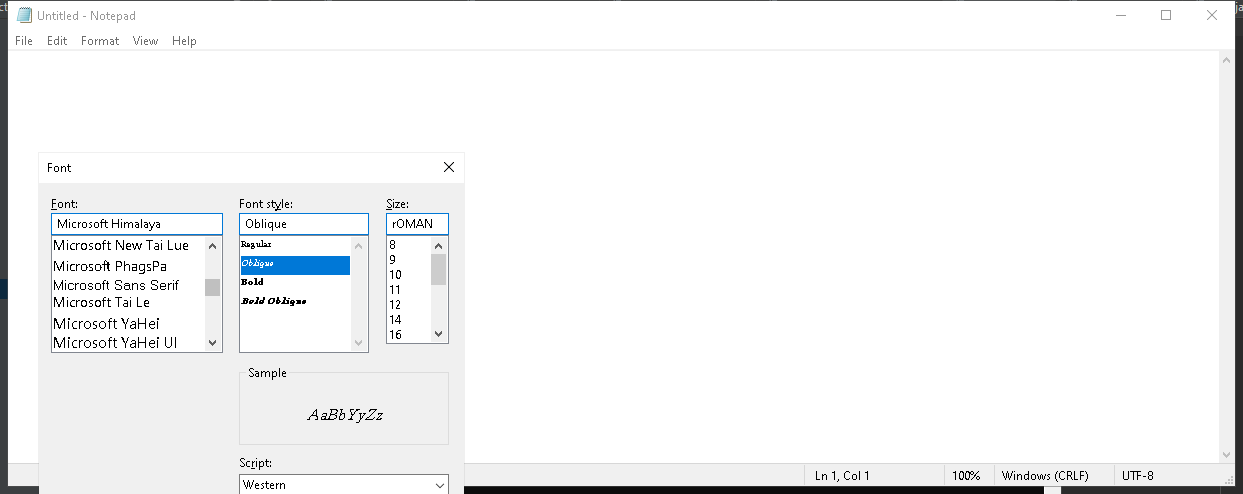 Untitled - Notepad
File Edit Format View Help
Font
Font: Font style: Size:
Microsoft Himalaya Oblique rOMAN
Microsoft New Tai Lue Regular 8
Microsoft PhagsPa Oblique 9
Microsoft Sans Serif Bold 10
Microsoft Tai Le Bold Oblique 11
Microsoft YaHei 12
Microsoft YaHei UI 14
16
Sample
AaBbYyZz
Script:
Western
Ln 1, Col 1 100% Windows (CRLF) UTF-8